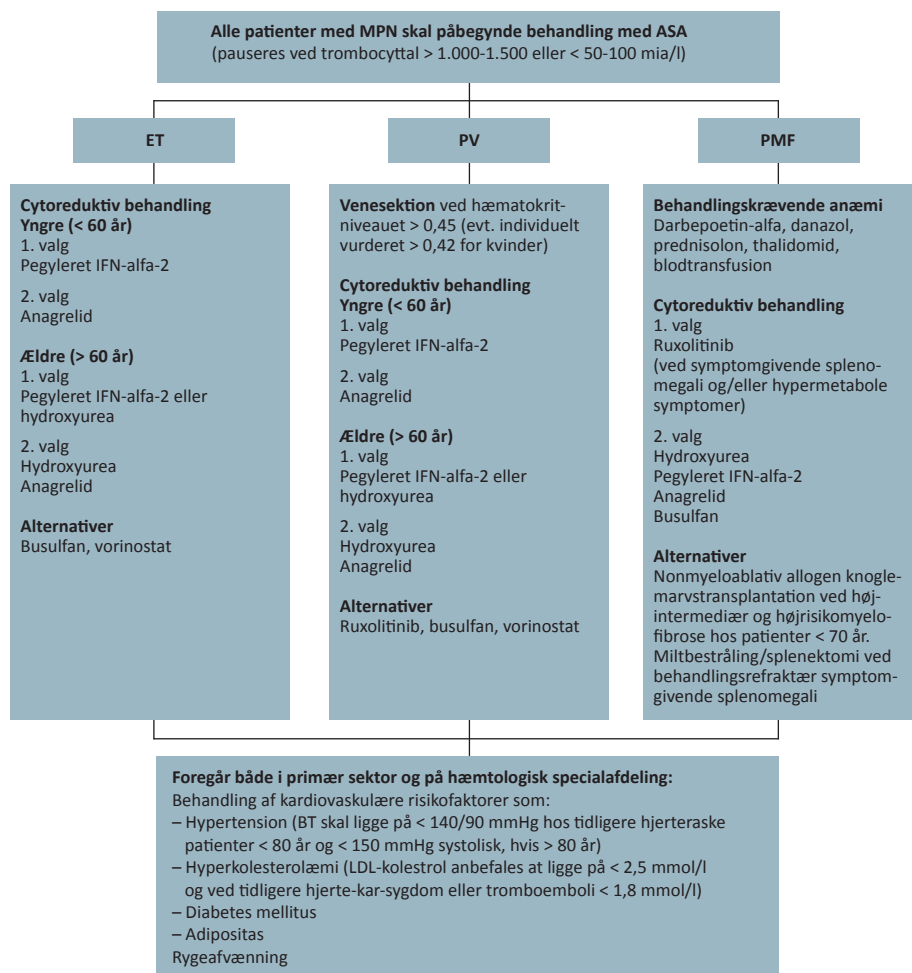 Alle patienter med MPN skal påbegynde behandling med ASA
(pauseres ved trombocyttal > 1.000-1.500 eller < 50-100 mia/l)
ET
PV
PMF
Cytoreduktiv behandling
Yngre (< 60 år)
1. valg
Pegyleret IFN-alfa-2
2. valg
Anagrelid
Ældre (> 60 år)
1. valg
Pegyleret IFN-alfa-2 eller
hydroxyurea
2. valg
Hydroxyurea
Anagrelid
Alternativer
Busulfan, vorinostat
Venesektion ved hæmatokrit-
niveauet > 0,45 (evt. individuelt
vurderet > 0,42 for kvinder)
Cytoreduktiv behandling
Yngre (< 60 år)
1. valg
Pegyleret IFN-alfa-2
2. valg
Anagrelid
Ældre (> 60 år)
1. valg
Pegyleret IFN-alfa-2 eller
hydroxyurea
2. valg
Hydroxyurea
Anagrelid
Alternativer
Ruxolitinib, busulfan, vorinostat
Behandlingskrævende anæmi
Darbepoetin-alfa, danazol,
prednisolon, thalidomid,
blodtransfusion
Cytoreduktiv behandling
1. valg
Ruxolitinib
(ved symptomgivende spleno-
megali og/eller hypermetabole
symptomer)
2. valg
Hydroxyurea
Pegyleret IFN-alfa-2
Anagrelid
Busulfan
Alternativer
Nonmyeloablativ allogen knogle-
marvstransplantation ved høj-
intermediær og højrisikomyelo-
fibrose hos patienter < 70 år.
Miltbestråling/splenektomi ved
behandlingsrefraktær symptom-
givende splenomegali
Foregår både i primær sektor og på hæmtologisk specialafdeling:
Behandling af kardiovaskulære risikofaktorer som:
– Hypertension (BT skal ligge på < 140/90 mmHg hos tidligere hjerteraske
patienter < 80 år og < 150 mmHg systolisk, hvis > 80 år)
– Hyperkolesterolæmi (LDL-kolestrol anbefales at ligge på < 2,5 mmol/l
og ved tidligere hjerte-kar-sygdom eller tromboemboli < 1,8 mmol/l)
– Diabetes mellitus
– Adipositas
Rygeafvænning